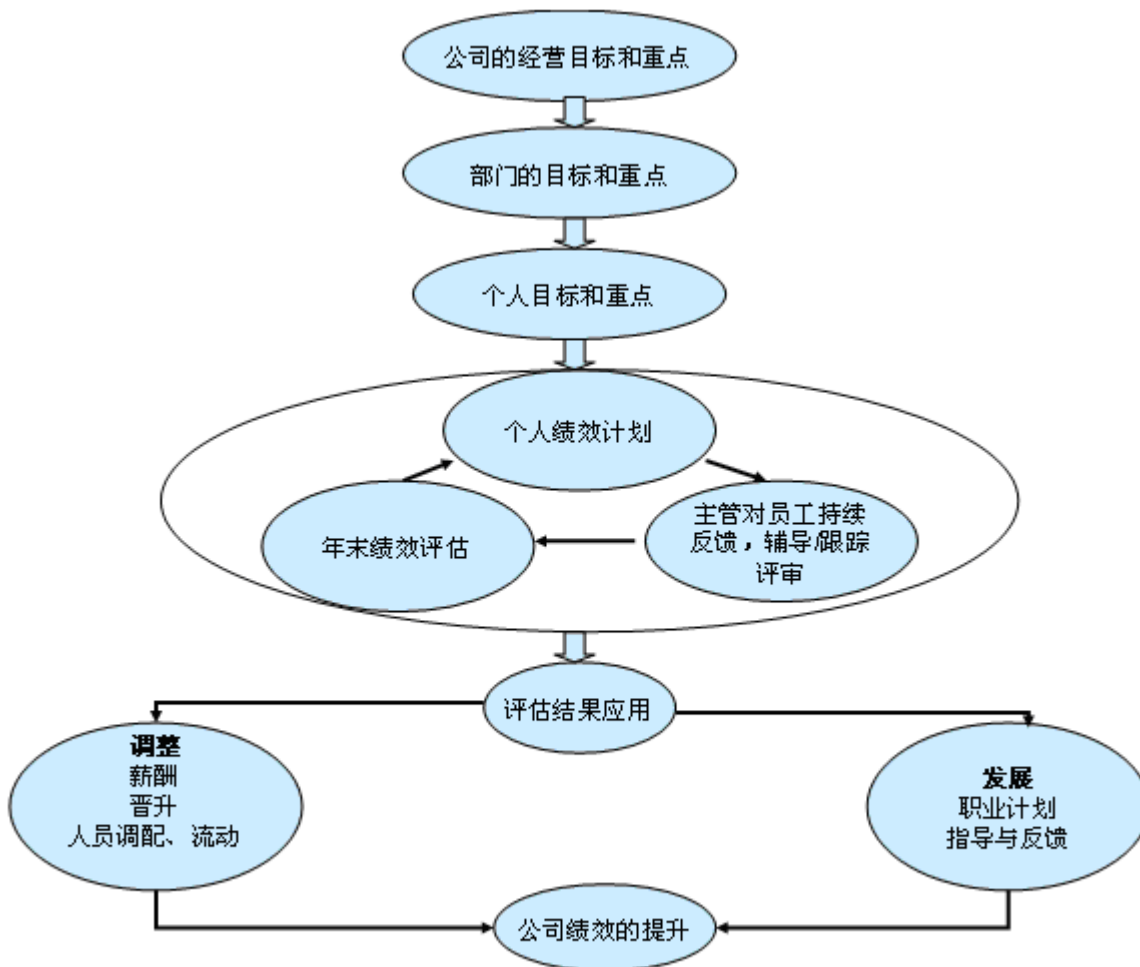 公司的经营目标和重点
部门的目标和重点
个人目标和重点
个人绩效计划
年末绩效评估
主管对员工持续
反馈，辅导/跟踪
评审
评估结果应用
调整
薪酬
晋升
人员调配、流动
发展
职业计划
指导与反馈
公司绩效的提升